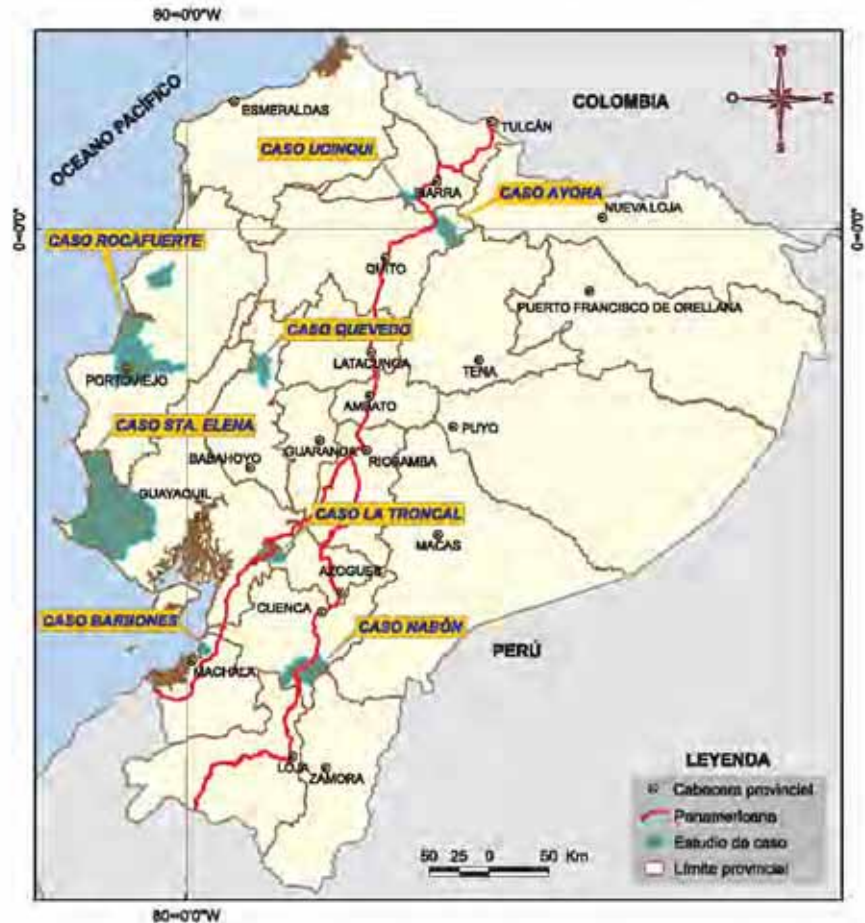 80°0'0"W
OCEANO PACÍFICO
ESMERALDAS
COLOMBIA
N
O
E
S
TULCÁN
CASO UCINQUI
IBARRA
CASO AYORA
NUEVA LOJA
0°0'0"
0°0'0"
CASO ROCAFUERTE
QUITO
PUERTO FRANCISCO DE ORELLANA
CASO QUEVEDO
LATACUNGA
TENA
PORTOVIEJO
AMBATO
CASO STA. ELENA
PUYO
GUARANDA
RIOBAMBA
BABAHOYO
GUAYAQUIL
CASO LA TRONCAL
MACAS
AZOGUES
CUENCA
CASO BARBONES
CASO NABÓN
PERÚ
MACHALA
LOJA
ZAMORA
LEYENDA
Cabecera provincial
Panamericana
Estudio de caso
Límite provincial
50 25 0 50 Km
80°0'0"W